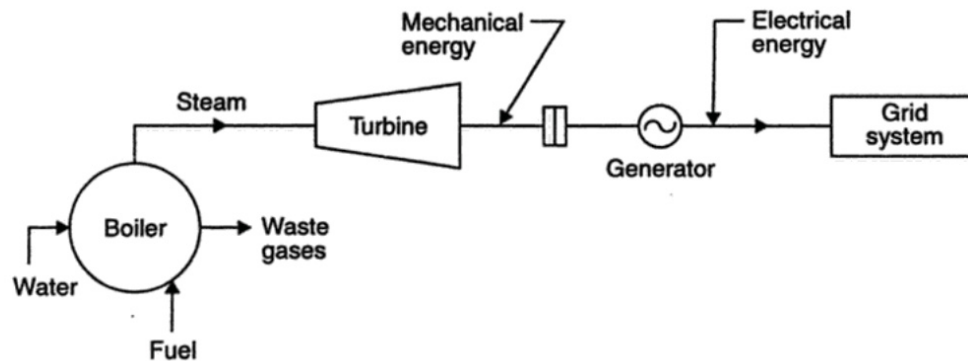 Mechanical
energy
Electrical
energy
Steam
Turbine
Grid
system
Generator
Boiler
Waste
gases
Water
Fuel